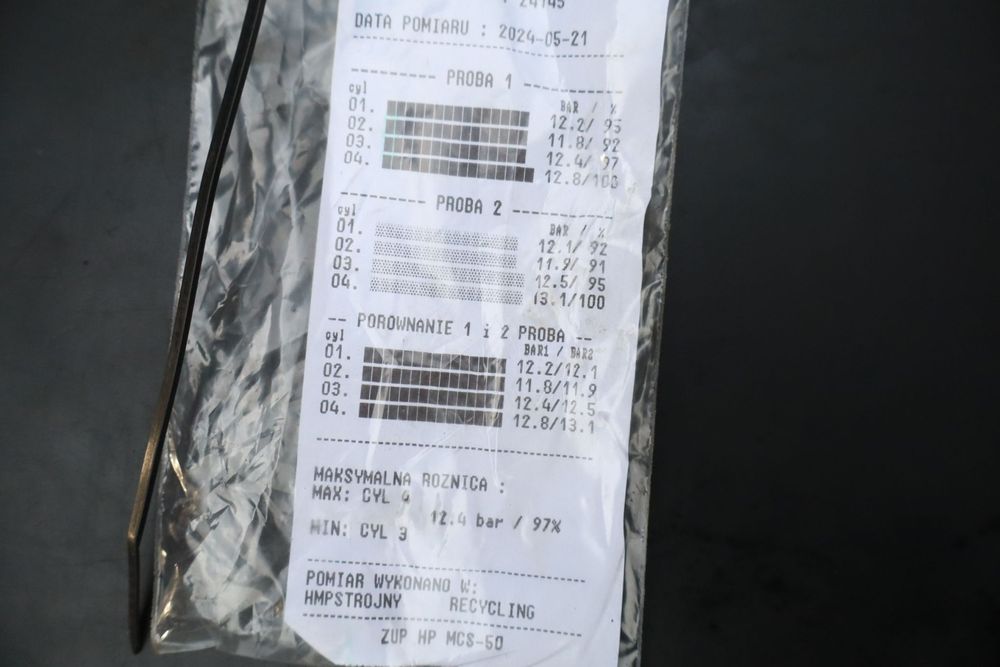 : 24145
DATA POMIARU : 2024-05-21
PROBA 1
cyl BAR / %
01. 12.2/ 95
02. 11.8/ 92
03. 12.4/ 97
04. 12.8/100
PROBA 2
cyl BAR / %
01. 12.1/ 92
02. 11.9/ 91
03. 12.5/ 95
04. 13.1/100
-- POROWNANIE 1 i 2 PROBA --
cyl BAR1 / BAR2
01. 12.2/12.1
02. 11.8/11.9
03. 12.4/12.5
04. 12.8/13.1
MAKSYMALNA ROZNICA :
MAX: CYL 4
12.4 bar / 97%
MIN: CYL 3
POMIAR WYKONANO W:
HMPSTROJNY RECYCLING
ZUP HP MCS-50